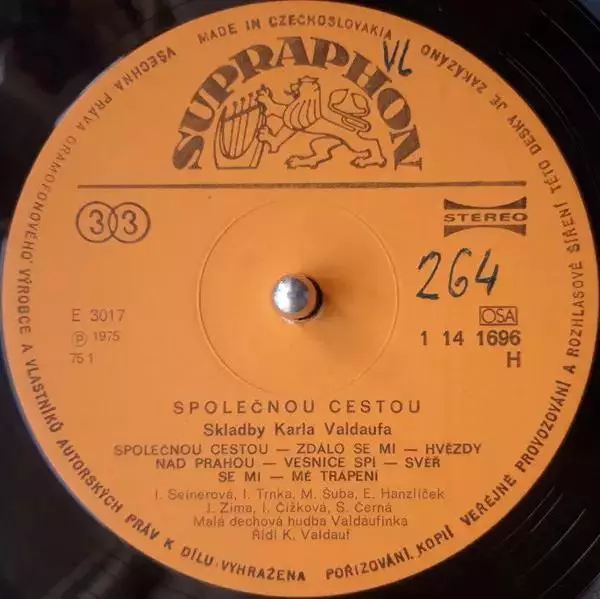 MADE IN CZECHOSLOVAKIA
VŠECHNA PRÁVA GRAMOFONOVÉHO VÝROBCE A VLASTNÍKŮ AUTORSKÝCH PRÁV K DÍLU VYHRAŽENA
POŘIZOVÁNÍ KOPIÍ VEŘEJNÉ PROVOZOVÁNÍ A ROZHLASOVÉ ŠÍŘENÍ TÉTO DESKY JE ZAKÁZÁNO
SUPRAPHON
VL
33
STEREO
264
E 3017
℗ 1975
75 1
OSA
1 14 1696
H
SPOLEČNOU CESTOU
Skladby Karla Valdaufa
SPOLEČNOU CESTOU — ZDÁLO SE MI — HVĚZDY
NAD PRAHOU — VESNICE SPÍ — SVĚŘ
SE MI — MÉ TRÁPENÍ
I. Seinerová, I. Trnka, M. Šuba, E. Hanzlíček
J. Zíma, I. Čížková, S. Černá
Malá dechová hudba Valdaufinka
Řídí K. Valdauf